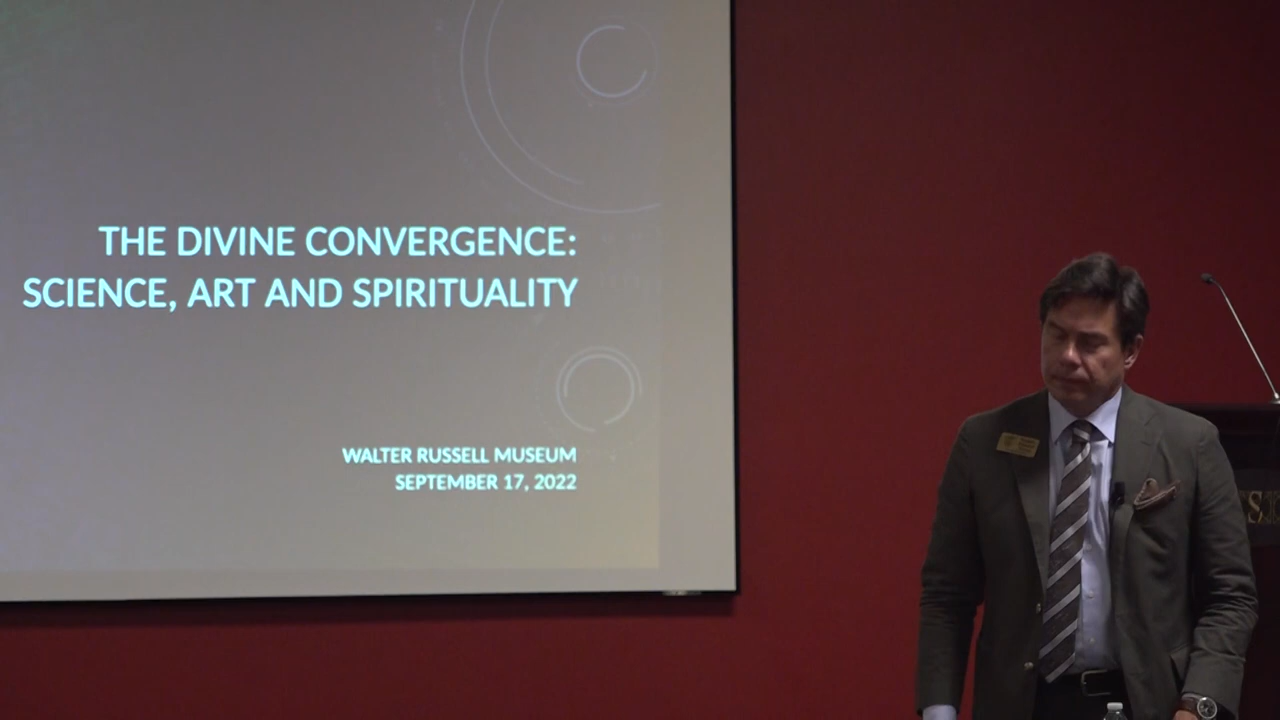 THE DIVINE CONVERGENCE:
SCIENCE, ART AND SPIRITUALITY
WALTER RUSSELL MUSEUM
SEPTEMBER 17, 2022